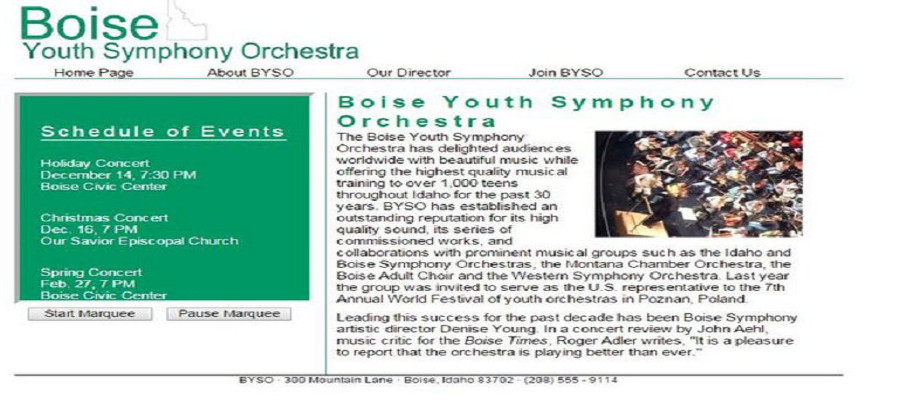 Boise
Youth Symphony Orchestra
Home Page About BYSO Our Director Join BYSO Contact Us
Schedule of Events
Holiday Concert
December 14, 7:30 PM
Boise Civic Center
Christmas Concert
Dec. 16, 7 PM
Our Savior Episcopal Church
Spring Concert
Feb. 27, 7 PM
Boise Civic Center
Start Marquee Pause Marquee
Boise Youth Symphony
Orchestra
The Boise Youth Symphony
Orchestra has delighted audiences
worldwide with beautiful music while
offering the highest quality musical
training to over 1,000 teens
throughout Idaho for the past 30
years. BYSO has established an
outstanding reputation for its high
quality sound, its series of
commissioned works, and
collaborations with prominent musical groups such as the Idaho and
Boise Symphony Orchestras, the Montana Chamber Orchestra, the
Boise Adult Choir and the Western Symphony Orchestra. Last year
the group was invited to serve as the U.S. representative to the 7th
Annual World Festival of youth orchestras in Poznan, Poland.
Leading this success for the past decade has been Boise Symphony
artistic director Denise Young. In a concert review by John Aehl,
music critic for the Boise Times, Roger Adler writes, "It is a pleasure
to report that the orchestra is playing better than ever."
BYSO · 300 Mountain Lane · Boise, Idaho 83702 · (208) 555 - 9114